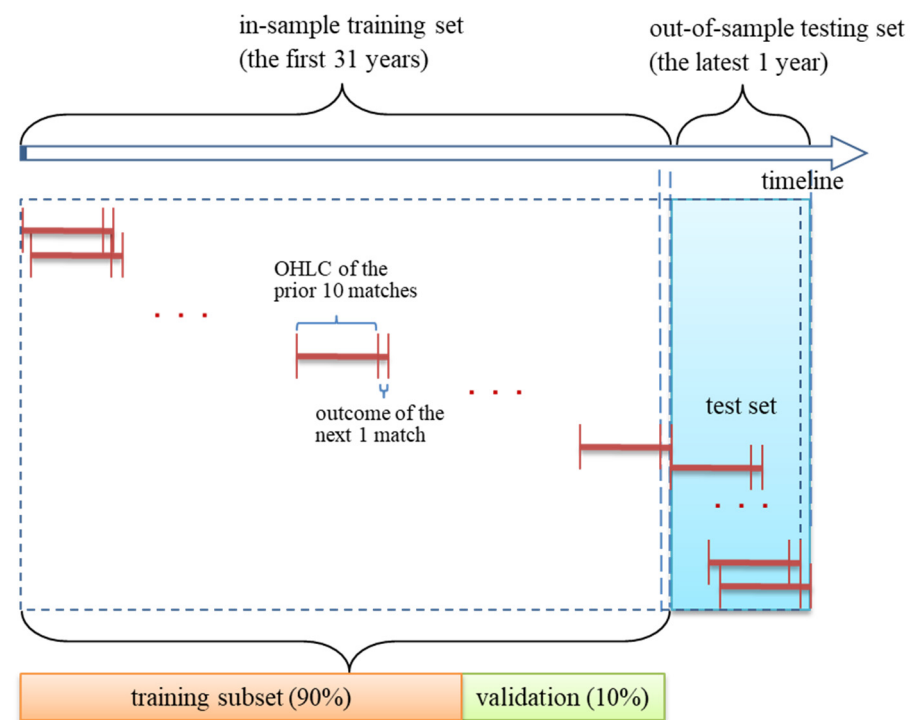 in-sample training set
(the first 31 years)
out-of-sample testing set
(the latest 1 year)
timeline
OHLC of the
prior 10 matches
. . .
outcome of the
next 1 match
. . .
test set
. . .
training subset (90%)
validation (10%)